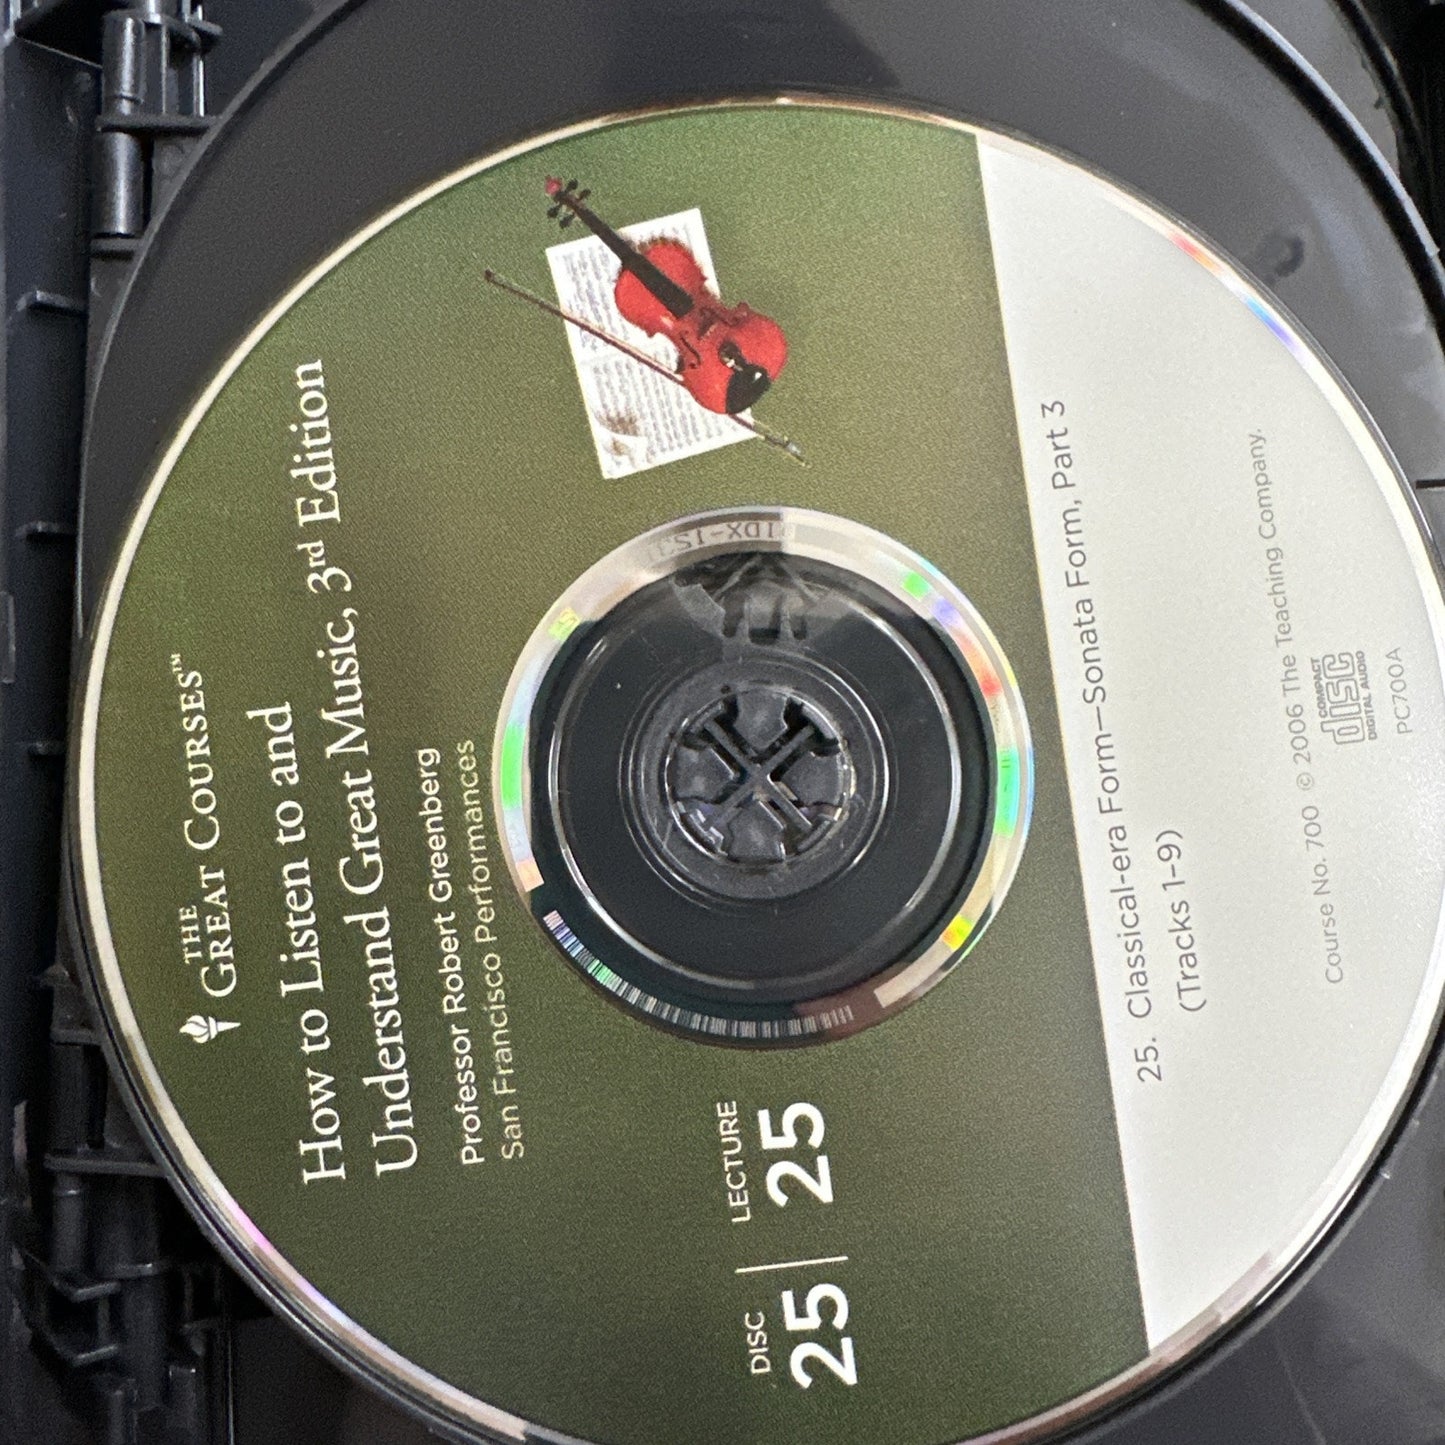 THE
GREAT COURSES™
How to Listen to and
Understand Great Music, 3rd Edition
Professor Robert Greenberg
San Francisco Performances
DISC
25
LECTURE
25
25. Classical-era Form—Sonata Form, Part 3
(Tracks 1–9)
Course No. 700 © 2006 The Teaching Company.
COMPACT
disc
DIGITAL AUDIO
PC700A